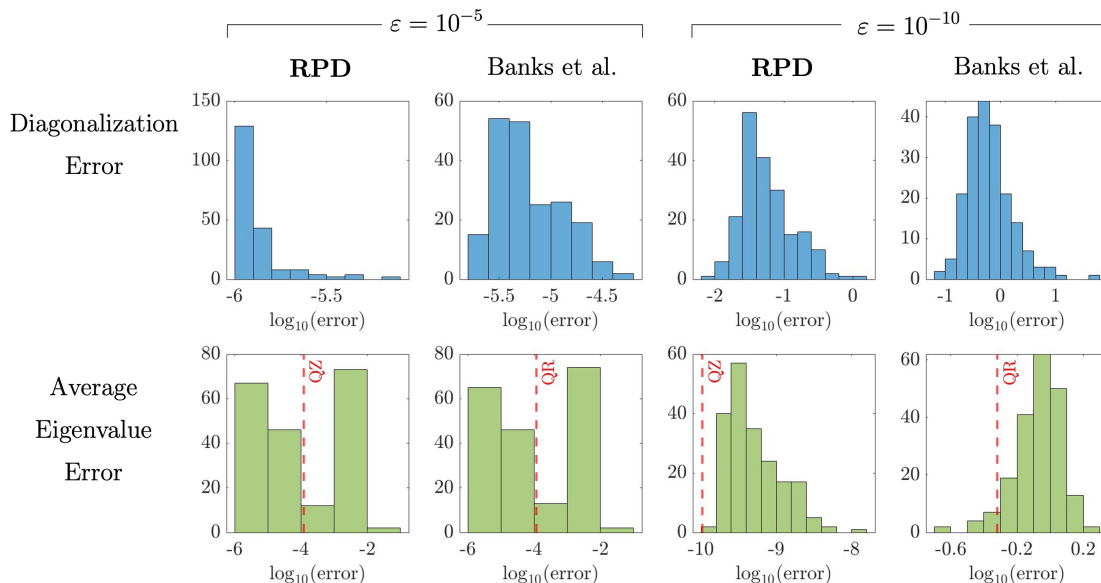 ε = 10⁻⁵
ε = 10⁻¹⁰
RPD
Banks et al.
RPD
Banks et al.
Diagonalization
Error
150
100
50
0
-6
-5.5
log₁₀(error)
60
40
20
0
-5.5
-5
-4.5
log₁₀(error)
60
40
20
0
-2
-1
0
log₁₀(error)
40
30
20
10
0
-1
0
1
log₁₀(error)
Average
Eigenvalue
Error
80
60
40
20
0
QZ
-6
-4
-2
log₁₀(error)
80
60
40
20
0
QR
-6
-4
-2
log₁₀(error)
60
40
20
0
QZ
-10
-9
-8
log₁₀(error)
60
40
20
0
QR
-0.6
-0.2
0.2
log₁₀(error)